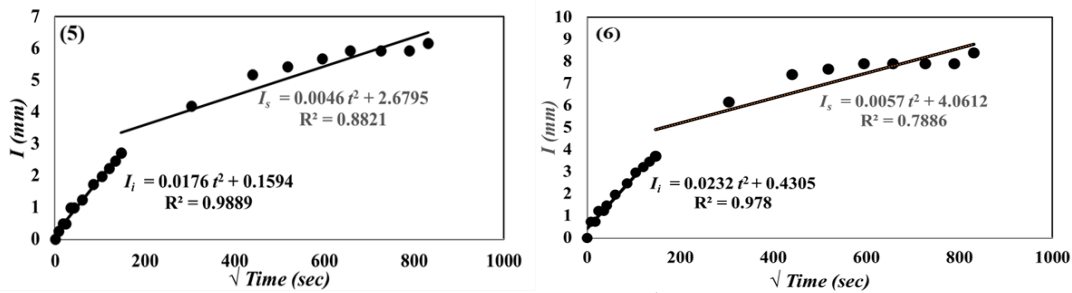 (5)
7
6
5
4
3
2
1
0
I (mm)
Iₛ = 0.0046 t² + 2.6795
R² = 0.8821
Iᵢ = 0.0176 t² + 0.1594
R² = 0.9889
0 200 400 600 800 1000
√ Time (sec)
(6)
10
9
8
7
6
5
4
3
2
1
0
I (mm)
Iₛ = 0.0057 t² + 4.0612
R² = 0.7886
Iᵢ = 0.0232 t² + 0.4305
R² = 0.978
0 200 400 600 800 1000
√ Time (sec)